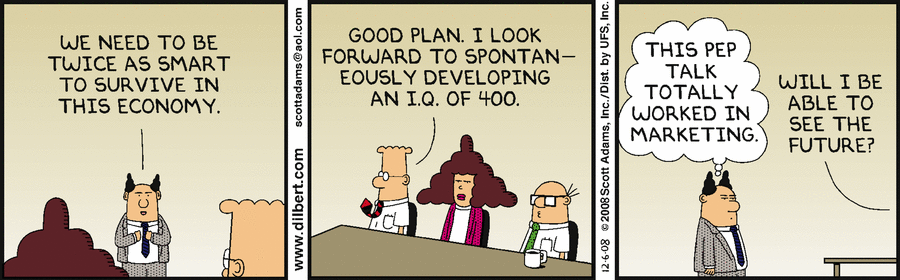 WE NEED TO BE
TWICE AS SMART
TO SURVIVE IN
THIS ECONOMY.
www.dilbert.com
scottadams@aol.com
GOOD PLAN. I LOOK
FORWARD TO SPONTAN-
EOUSLY DEVELOPING
AN I.Q. OF 400.
12-6-08 © 2008 Scott Adams, Inc./Dist. by UFS, Inc.
THIS PEP
TALK
TOTALLY
WORKED IN
MARKETING.
WILL I BE
ABLE TO
SEE THE
FUTURE?